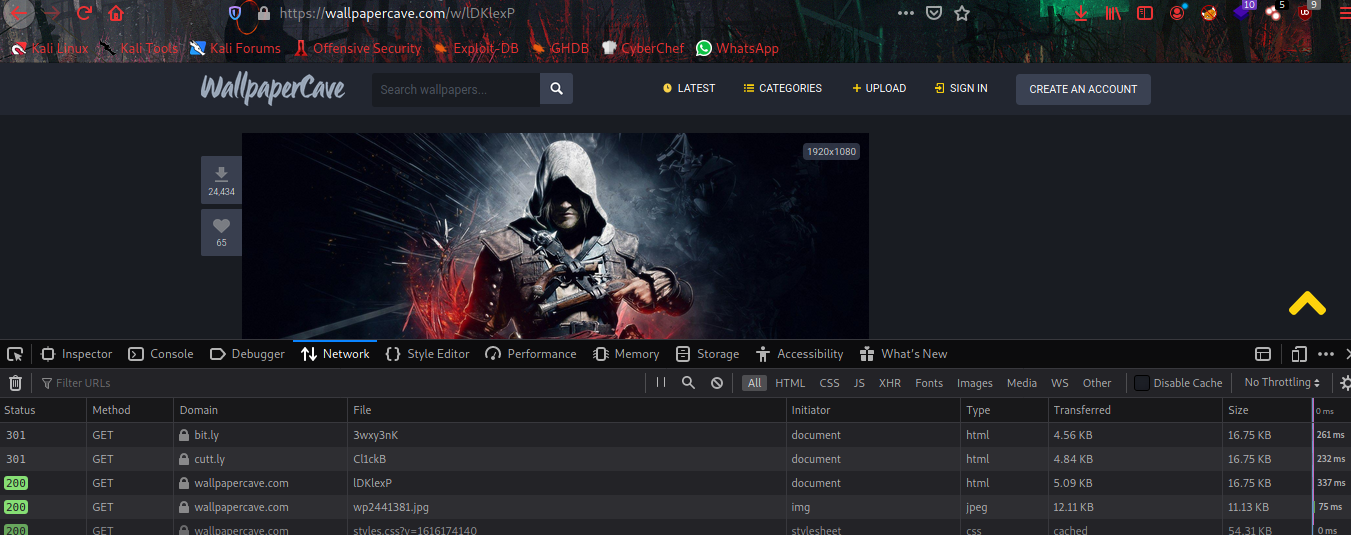 https://wallpapercave.com/w/lDKlexP
10 5 9
Kali Linux Kali Tools Kali Forums Offensive Security Exploit-DB GHDB CyberChef WhatsApp
WallpaperCave Search wallpapers... LATEST CATEGORIES UPLOAD SIGN IN CREATE AN ACCOUNT
1920x1080
24,434
65
Inspector Console Debugger Network Style Editor Performance Memory Storage Accessibility What's New
Filter URLs All HTML CSS JS XHR Fonts Images Media WS Other Disable Cache No Throttling
Status Method Domain File Initiator Type Transferred Size 0 ms
301 GET bit.ly 3wxy3nK document html 4.56 KB 16.75 KB 261 ms
301 GET cutt.ly Cl1ckB document html 4.84 KB 16.75 KB 232 ms
200 GET wallpapercave.com lDKlexP document html 5.09 KB 16.75 KB 337 ms
200 GET wallpapercave.com wp2441381.jpg img jpeg 12.11 KB 11.13 KB 75 ms
200 GET wallpapercave.com styles.css?v=1616174140 stylesheet css cached 54.31 KB 0 ms